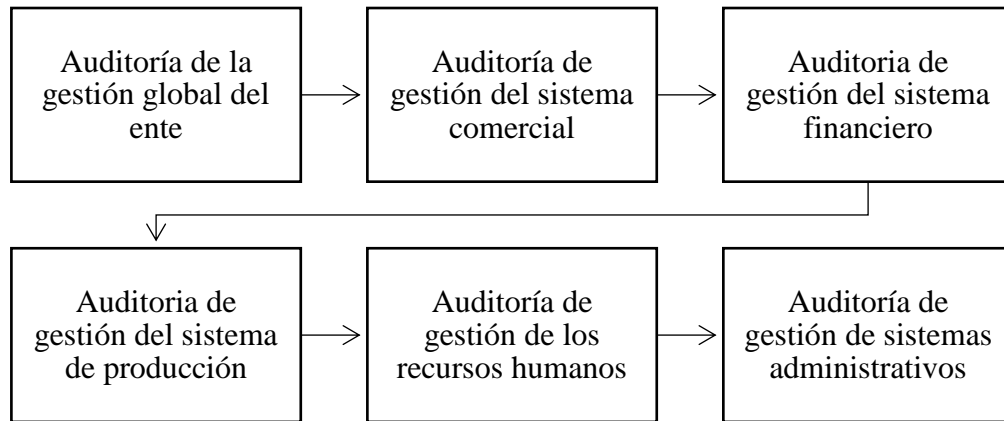 Auditoría de la
gestión global del
ente
Auditoría de
gestión del sistema
comercial
Auditoria de
gestión del sistema
financiero
Auditoria de
gestión del sistema
de producción
Auditoría de
gestión de los
recursos humanos
Auditoría de
gestión de sistemas
administrativos